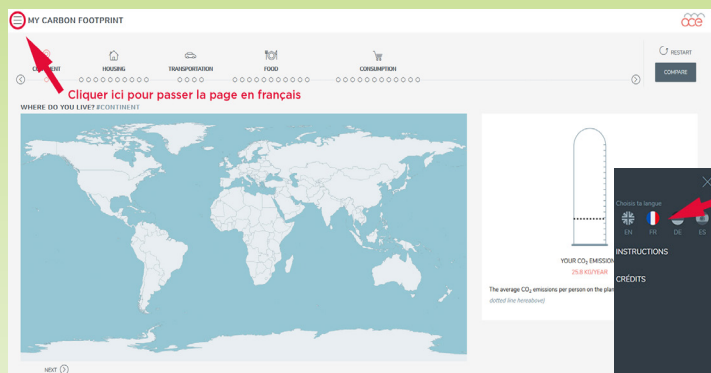 MY CARBON FOOTPRINT
oce
RESTART
HOUSING
TRANSPORTATION
FOOD
CONSUMPTION
COMPARE
Cliquer ici pour passer la page en français
WHERE DO YOU LIVE? #CONTINENT
Choisis ta langue
EN FR DE ES
INSTRUCTIONS
CRÉDITS
YOUR CO₂ EMISSION
25.8 KG/YEAR
The average CO₂ emissions per person on the plan
dotted line hereabove)
NEXT